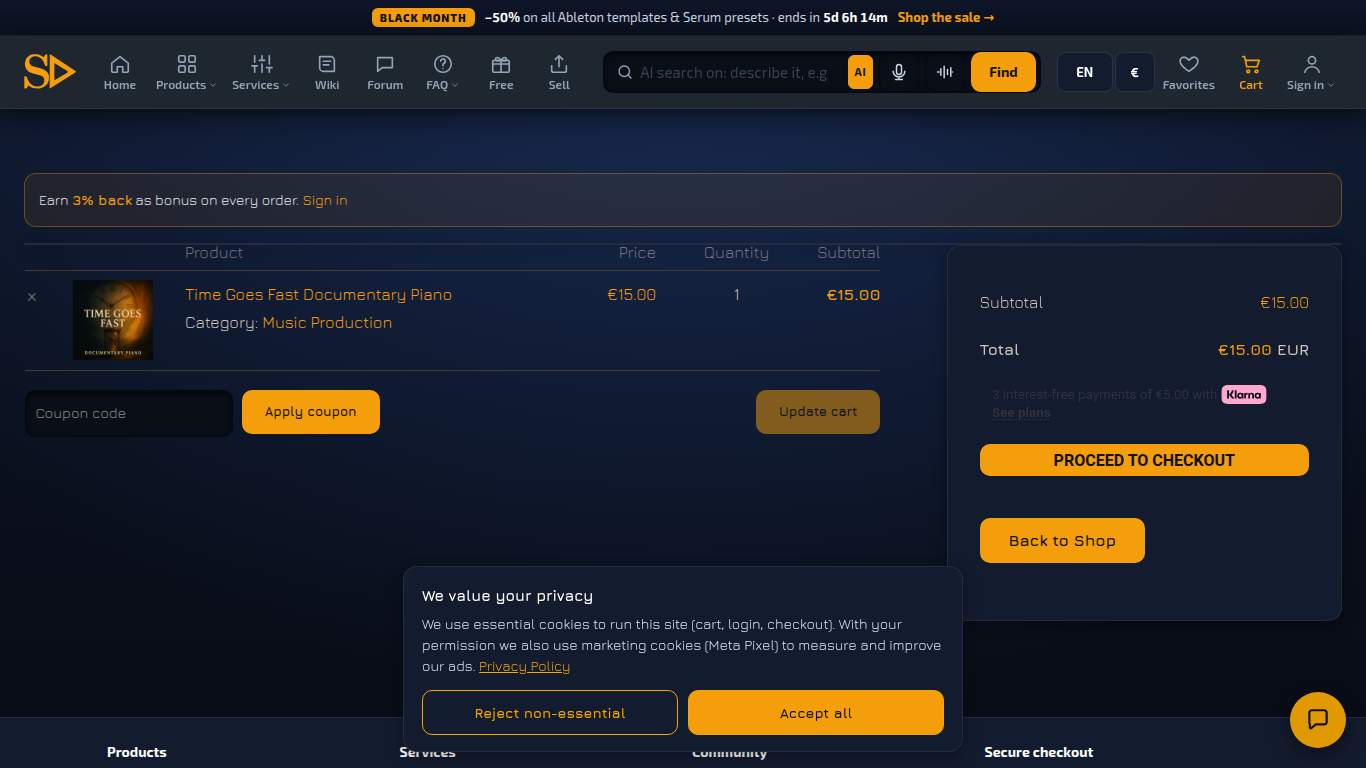 BLACK MONTH −50% on all Ableton templates & Serum presets · ends in 5d 6h 14m Shop the sale →
SD
Home Products Services Wiki Forum FAQ Free Sell
AI search on: describe it, e.g AI Find
EN € Favorites Cart Sign in
Earn 3% back as bonus on every order. Sign in
Product Price Quantity Subtotal
× Time Goes Fast Documentary Piano €15.00 1 €15.00
Category: Music Production
TIME GOES
FAST
DOCUMENTARY PIANO
Coupon code Apply coupon Update cart
Subtotal €15.00
Total €15.00 EUR
3 interest-free payments of €5.00 with Klarna
See plans
PROCEED TO CHECKOUT
Back to Shop
We value your privacy
We use essential cookies to run this site (cart, login, checkout). With your
permission we also use marketing cookies (Meta Pixel) to measure and improve
our ads. Privacy Policy
Reject non-essential Accept all
Products Services Community Secure checkout